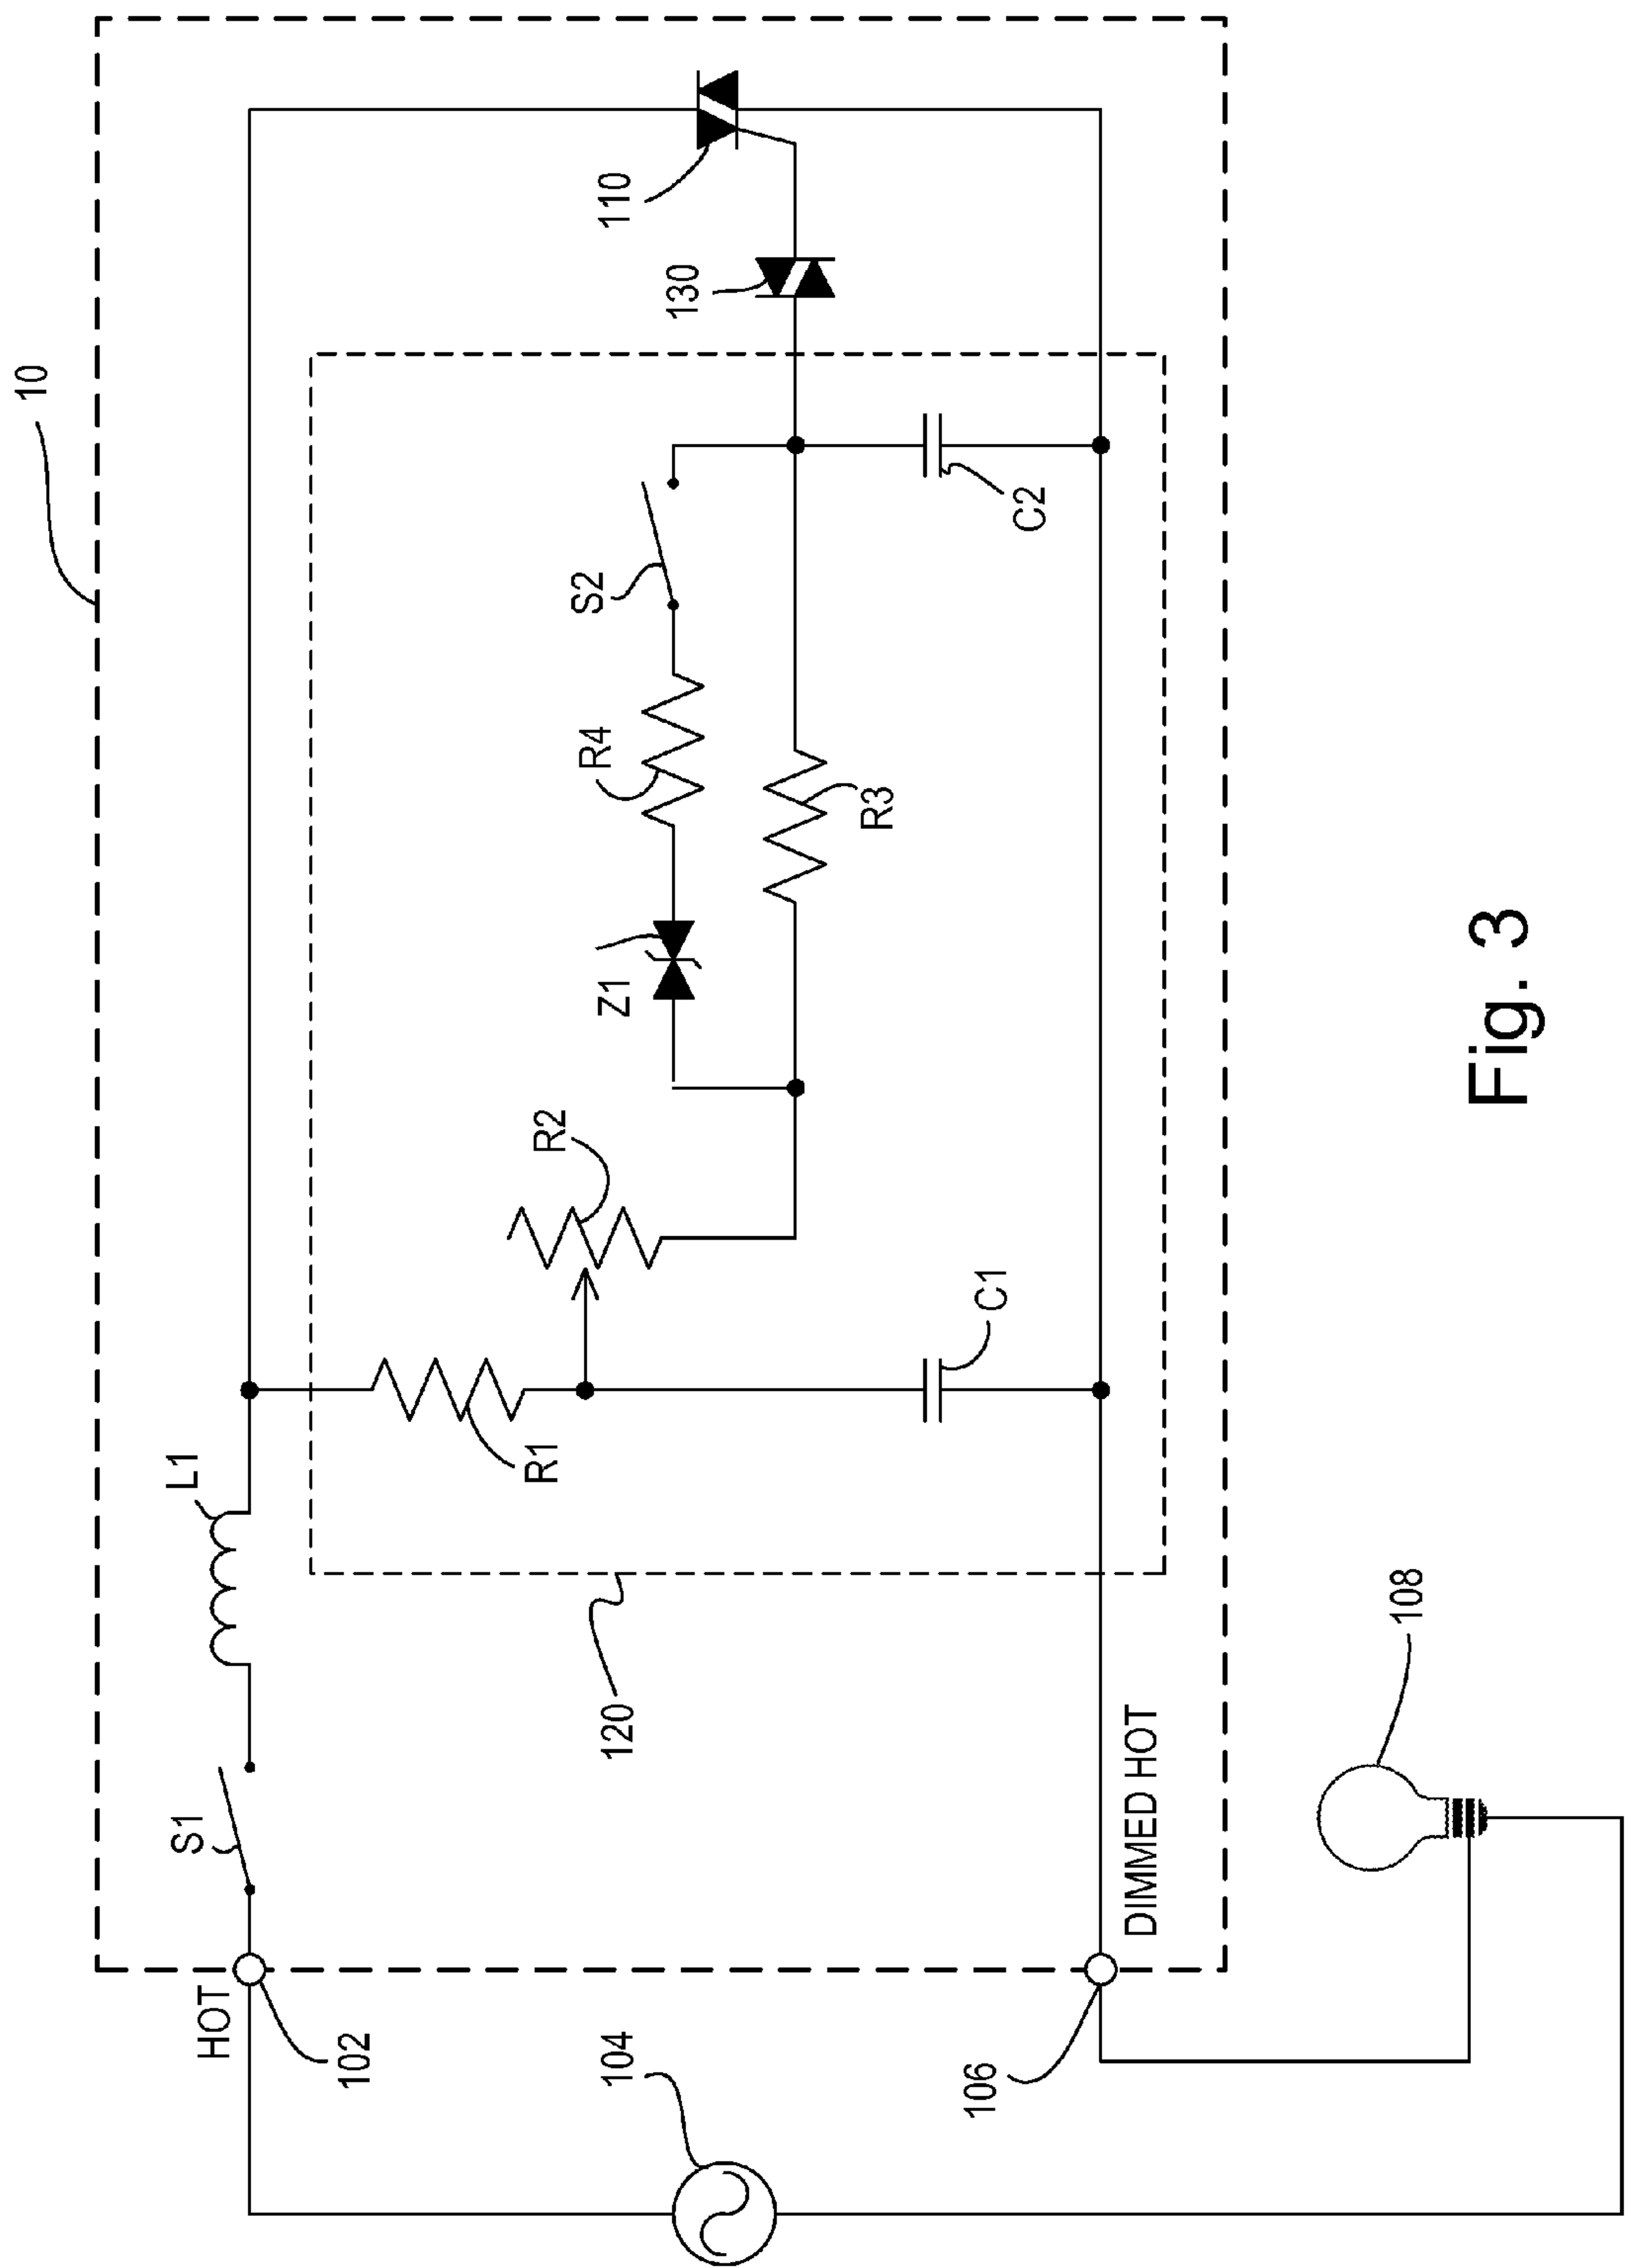 10
HOT
102
S1
L1
104
120
R1
R2
Z1
R4
S2
R3
C1
C2
130
110
106
DIMMED HOT
108
Fig. 3